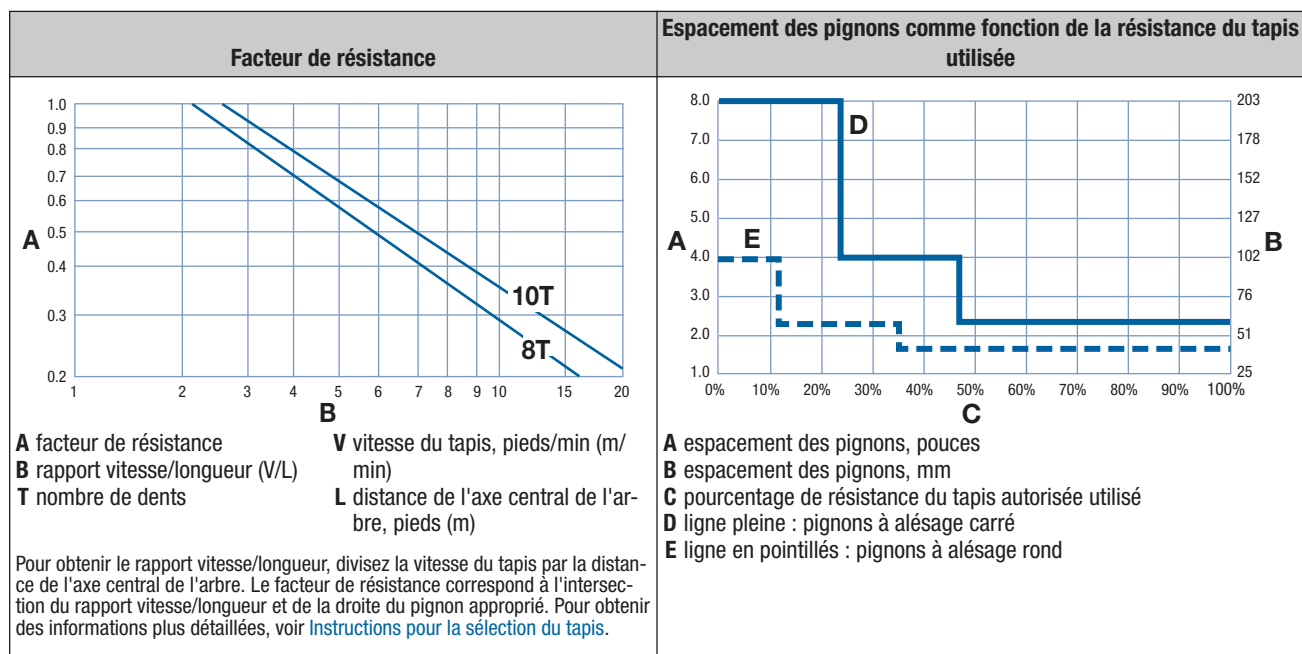 Facteur de résistance
Espacement des pignons comme fonction de la résistance du tapis
utilisée
1.0
0.9
0.8
0.7
0.6
0.5
0.4
0.3
0.2
A
10T
8T
1 2 3 4 5 6 7 8 9 10 15 20
B
A facteur de résistance
B rapport vitesse/longueur (V/L)
T nombre de dents
V vitesse du tapis, pieds/min (m/
min)
L distance de l'axe central de l'ar-
bre, pieds (m)
Pour obtenir le rapport vitesse/longueur, divisez la vitesse du tapis par la distan-
ce de l'axe central de l'arbre. Le facteur de résistance correspond à l'intersec-
tion du rapport vitesse/longueur et de la droite du pignon approprié. Pour obtenir
des informations plus détaillées, voir Instructions pour la sélection du tapis.
8.0
7.0
6.0
5.0
4.0
3.0
2.0
1.0
A
D
E
203
178
152
127
102
76
51
25
B
0% 10% 20% 30% 40% 50% 60% 70% 80% 90% 100%
C
A espacement des pignons, pouces
B espacement des pignons, mm
C pourcentage de résistance du tapis autorisée utilisé
D ligne pleine : pignons à alésage carré
E ligne en pointillés : pignons à alésage rond